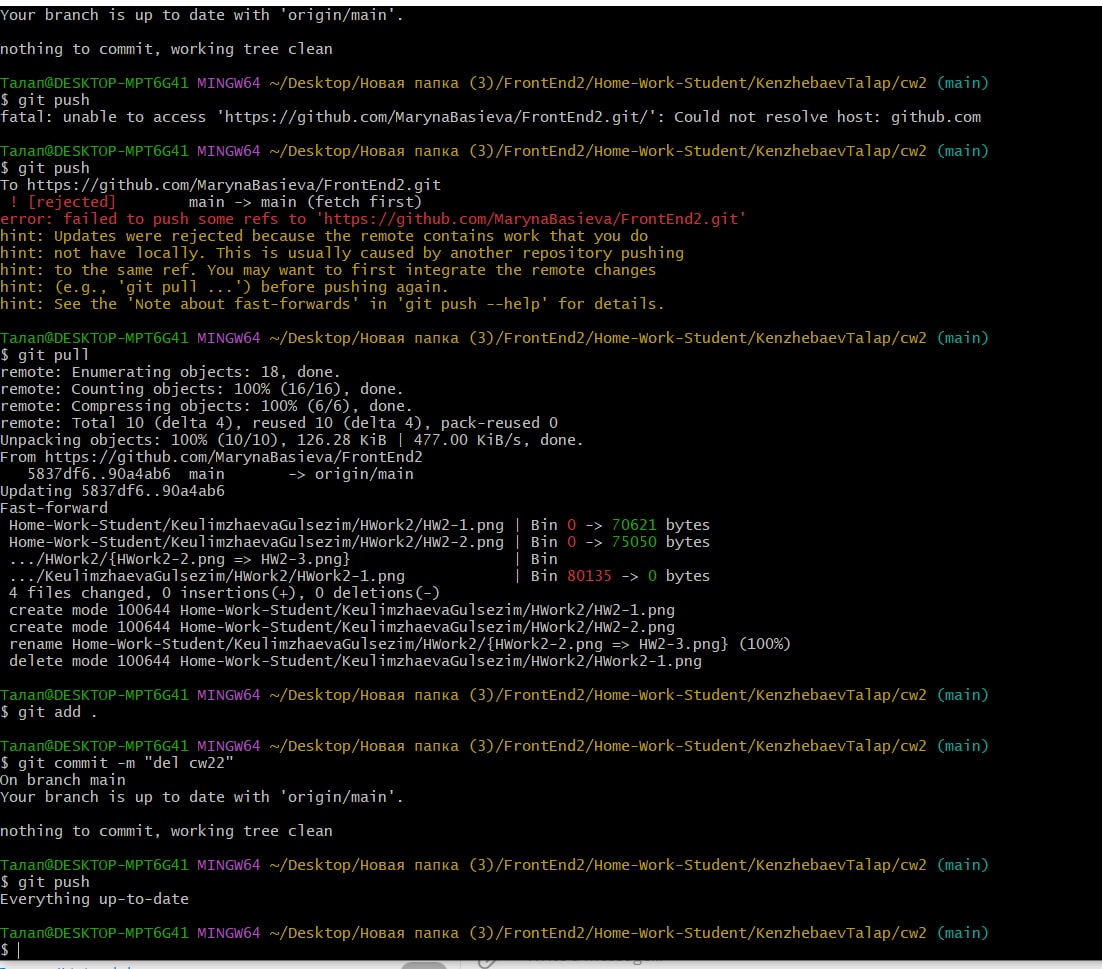 Your branch is up to date with 'origin/main'.
nothing to commit, working tree clean
Талап@DESKTOP-MPT6G41 MINGW64 ~/Desktop/Новая папка (3)/FrontEnd2/Home-Work-Student/KenzhebaevTalap/cw2 (main)
$ git push
fatal: unable to access 'https://github.com/MarynaBasieva/FrontEnd2.git/': Could not resolve host: github.com
Талап@DESKTOP-MPT6G41 MINGW64 ~/Desktop/Новая папка (3)/FrontEnd2/Home-Work-Student/KenzhebaevTalap/cw2 (main)
$ git push
To https://github.com/MarynaBasieva/FrontEnd2.git
 ! [rejected]        main -> main (fetch first)
error: failed to push some refs to 'https://github.com/MarynaBasieva/FrontEnd2.git'
hint: Updates were rejected because the remote contains work that you do
hint: not have locally. This is usually caused by another repository pushing
hint: to the same ref. You may want to first integrate the remote changes
hint: (e.g., 'git pull ...') before pushing again.
hint: See the 'Note about fast-forwards' in 'git push --help' for details.
Талап@DESKTOP-MPT6G41 MINGW64 ~/Desktop/Новая папка (3)/FrontEnd2/Home-Work-Student/KenzhebaevTalap/cw2 (main)
$ git pull
remote: Enumerating objects: 18, done.
remote: Counting objects: 100% (16/16), done.
remote: Compressing objects: 100% (6/6), done.
remote: Total 10 (delta 4), reused 10 (delta 4), pack-reused 0
Unpacking objects: 100% (10/10), 126.28 KiB | 477.00 KiB/s, done.
From https://github.com/MarynaBasieva/FrontEnd2
   5837df6..90a4ab6  main       -> origin/main
Updating 5837df6..90a4ab6
Fast-forward
 Home-Work-Student/KeulimzhaevaGulsezim/HWork2/HW2-1.png | Bin 0 -> 70621 bytes
 Home-Work-Student/KeulimzhaevaGulsezim/HWork2/HW2-2.png | Bin 0 -> 75050 bytes
 .../HWork2/{HWork2-2.png => HW2-3.png}                  | Bin
 .../KeulimzhaevaGulsezim/HWork2/HWork2-1.png            | Bin 80135 -> 0 bytes
 4 files changed, 0 insertions(+), 0 deletions(-)
 create mode 100644 Home-Work-Student/KeulimzhaevaGulsezim/HWork2/HW2-1.png
 create mode 100644 Home-Work-Student/KeulimzhaevaGulsezim/HWork2/HW2-2.png
 rename Home-Work-Student/KeulimzhaevaGulsezim/HWork2/{HWork2-2.png => HW2-3.png} (100%)
 delete mode 100644 Home-Work-Student/KeulimzhaevaGulsezim/HWork2/HWork2-1.png
Талап@DESKTOP-MPT6G41 MINGW64 ~/Desktop/Новая папка (3)/FrontEnd2/Home-Work-Student/KenzhebaevTalap/cw2 (main)
$ git add .
Талап@DESKTOP-MPT6G41 MINGW64 ~/Desktop/Новая папка (3)/FrontEnd2/Home-Work-Student/KenzhebaevTalap/cw2 (main)
$ git commit -m "del cw22"
On branch main
Your branch is up to date with 'origin/main'.
nothing to commit, working tree clean
Талап@DESKTOP-MPT6G41 MINGW64 ~/Desktop/Новая папка (3)/FrontEnd2/Home-Work-Student/KenzhebaevTalap/cw2 (main)
$ git push
Everything up-to-date
Талап@DESKTOP-MPT6G41 MINGW64 ~/Desktop/Новая папка (3)/FrontEnd2/Home-Work-Student/KenzhebaevTalap/cw2 (main)
$